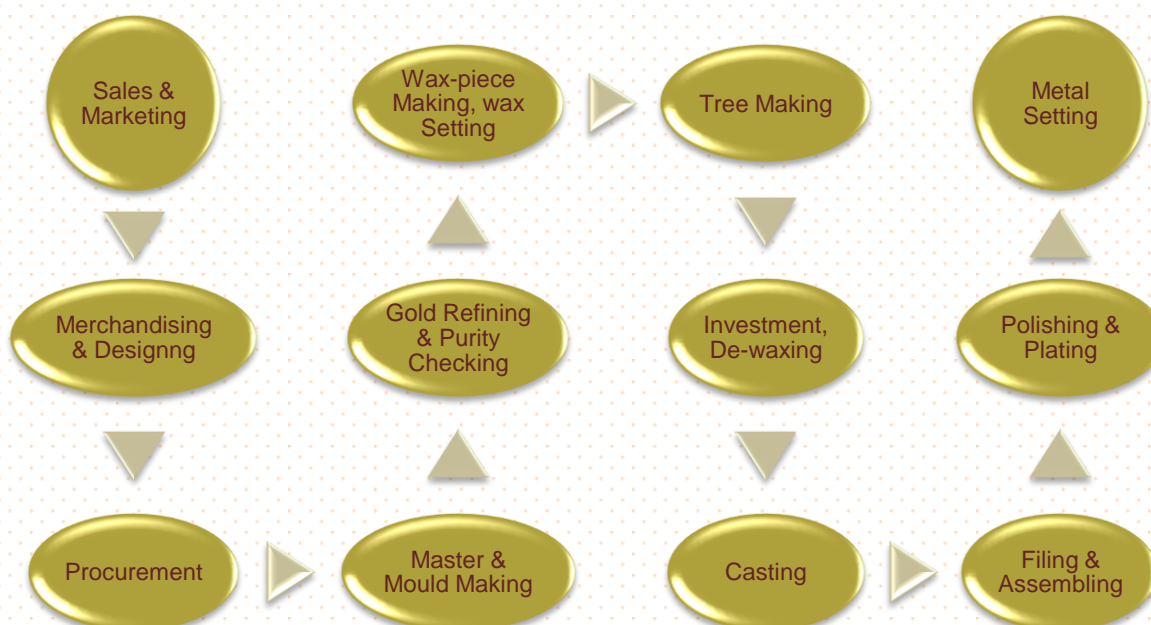 Sales &
Marketing
Merchandising
& Designng
Procurement
Master &
Mould Making
Gold Refining
& Purity
Checking
Wax-piece
Making, wax
Setting
Tree Making
Investment,
De-waxing
Casting
Filing &
Assembling
Polishing &
Plating
Metal
Setting